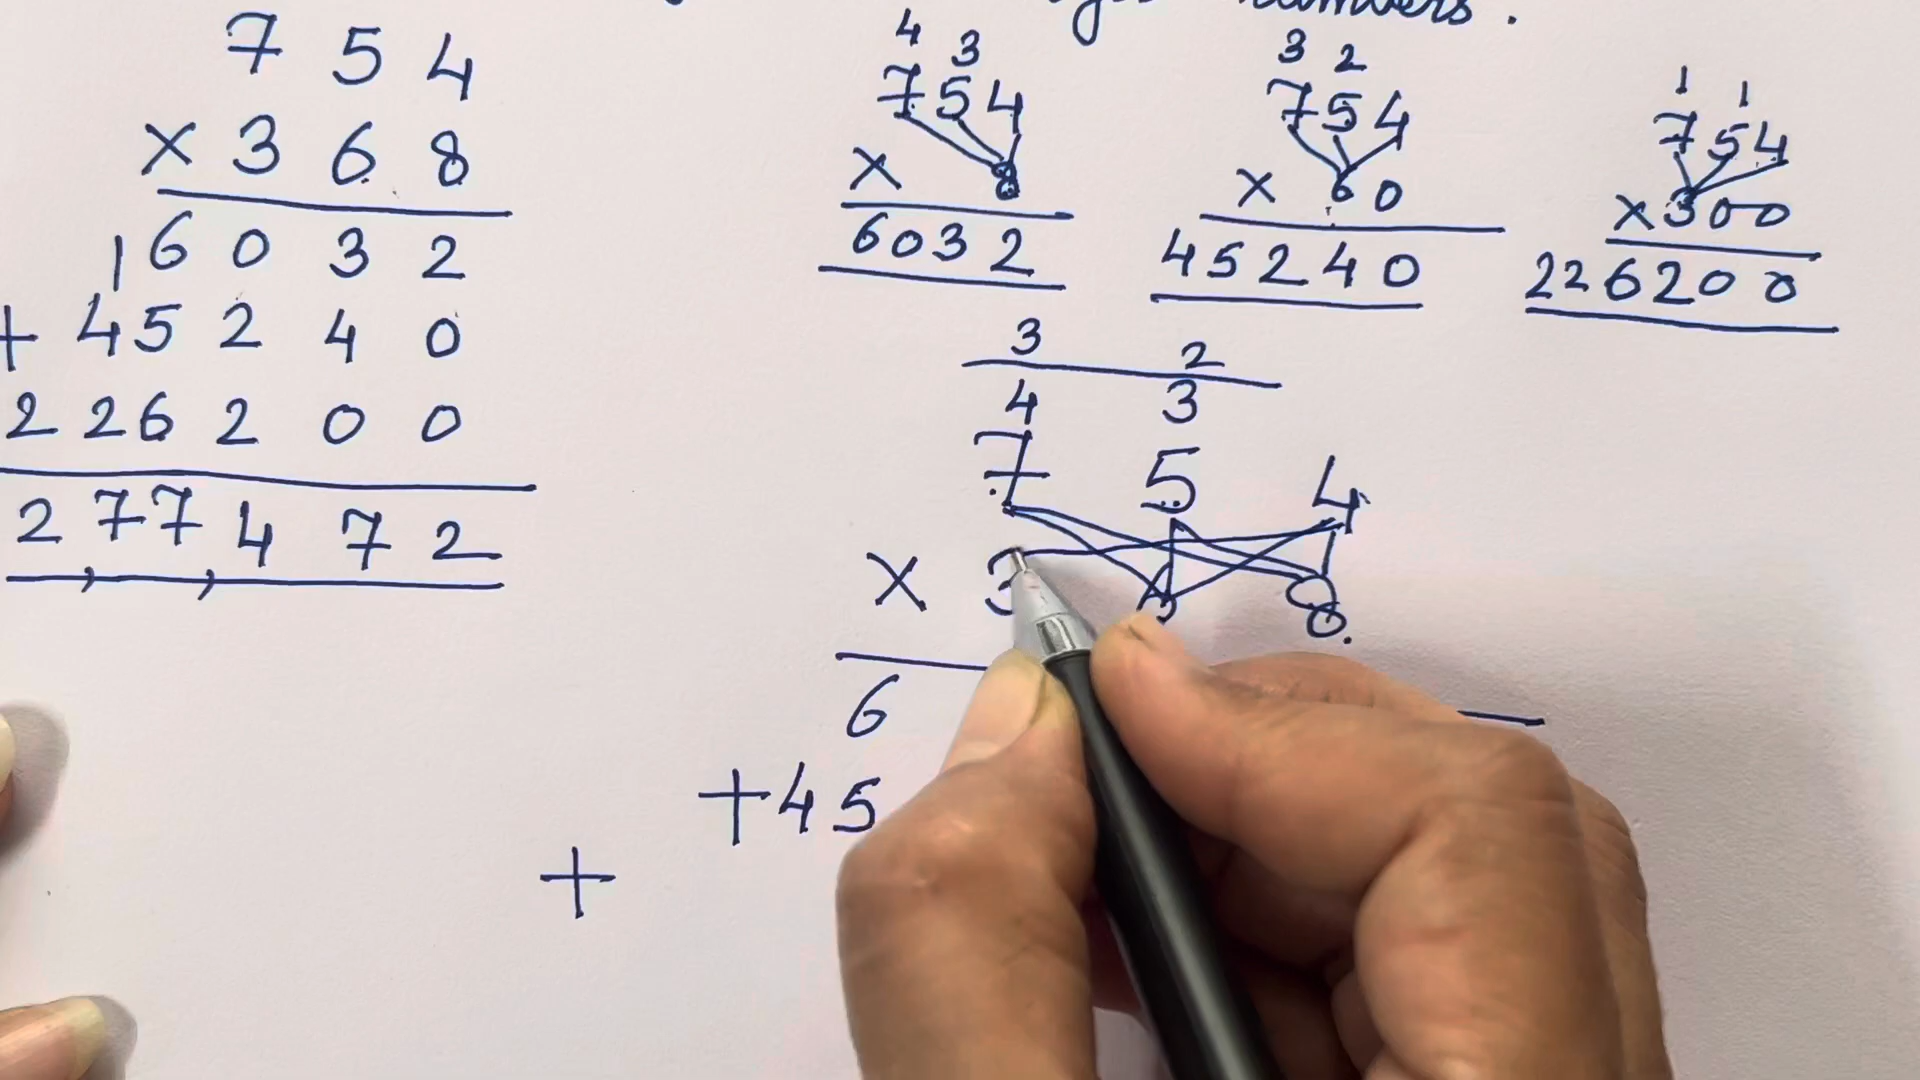 numbers.
7 5 4
× 3 6 8
1 6 0 3 2
+ 4 5 2 4 0
2 2 6 2 0 0
2 7 7 4 7 2
4 3
7 5 4
× 8
6 0 3 2
3 2
7 5 4
× 6 0
4 5 2 4 0
1 1
7 5 4
× 3 0 0
2 2 6 2 0 0
3 2
4 3
7 5 4
× 3 6 8.
6
+ 4 5
+